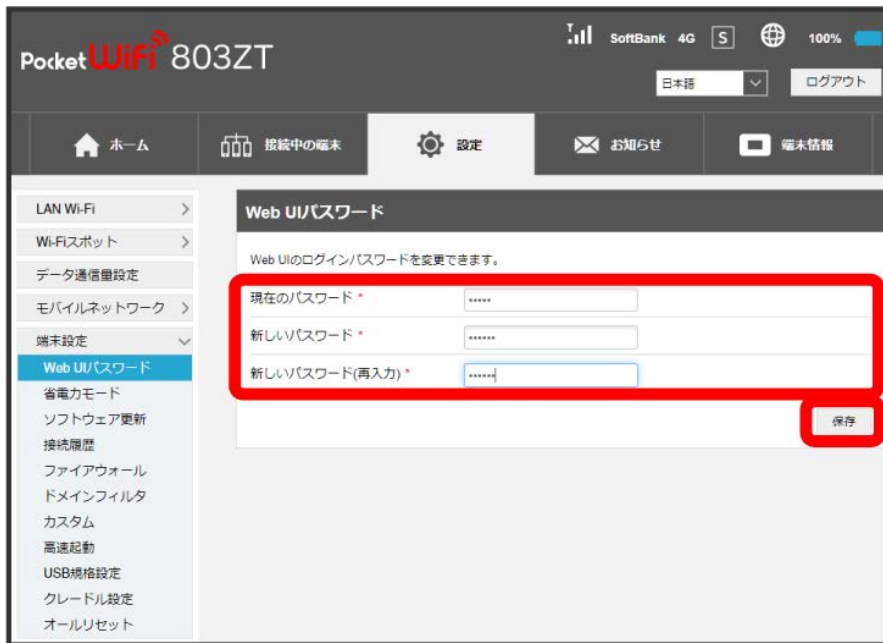 Pocket WiFi 803ZT
SoftBank 4G S 100%
日本語
ログアウト
ホーム
接続中の端末
設定
お知らせ
端末情報
LAN Wi-Fi
Wi-Fiスポット
データ通信量設定
モバイルネットワーク
端末設定
Web UIパスワード
省電力モード
ソフトウェア更新
接続履歴
ファイアウォール
ドメインフィルタ
カスタム
高速起動
USB規格設定
クレードル設定
オールリセット
Web UIパスワード
Web UIのログインパスワードを変更できます。
現在のパスワード * •••••
新しいパスワード * ••••••
新しいパスワード(再入力) * ••••••
保存